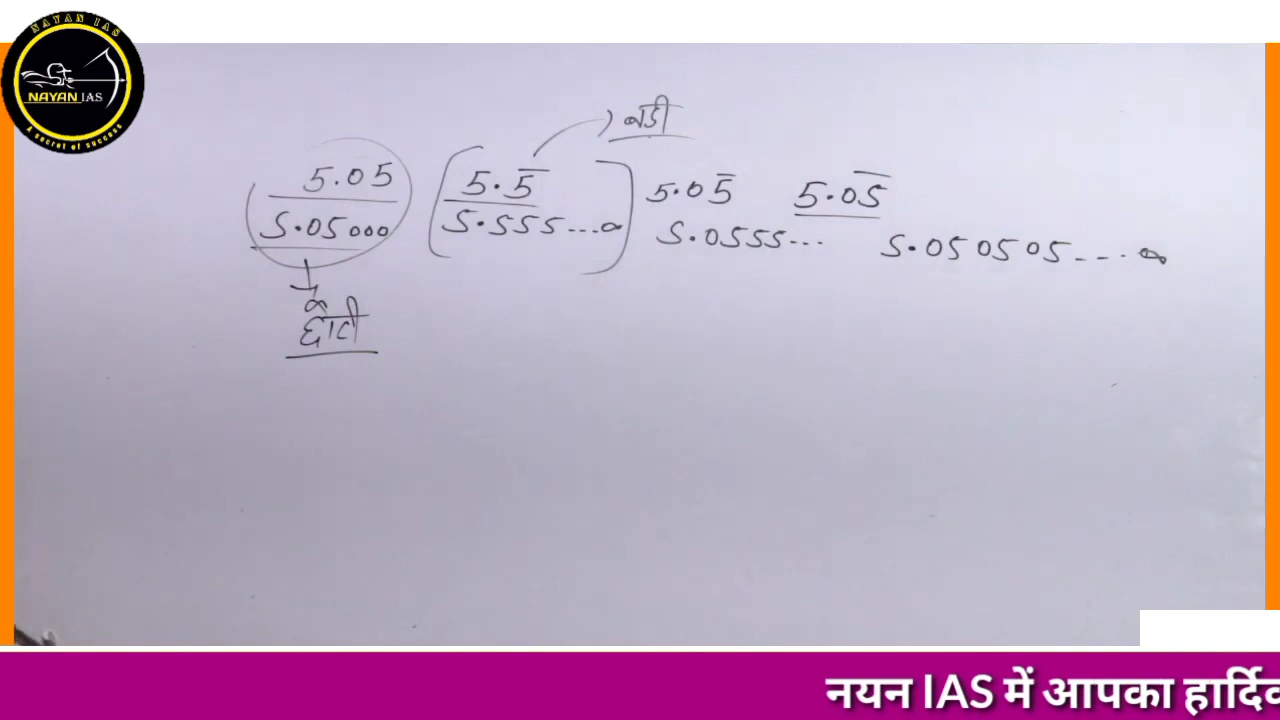 NAYAN IAS
NAYAN IAS
A secret of success
बडी
5.05 5.5̅ 5.05̅ 5.0̅5̅
5.05000 5.555...∞ 5.0555... 5.050505....∞
छोटी
नयन IAS में आपका हार्दि